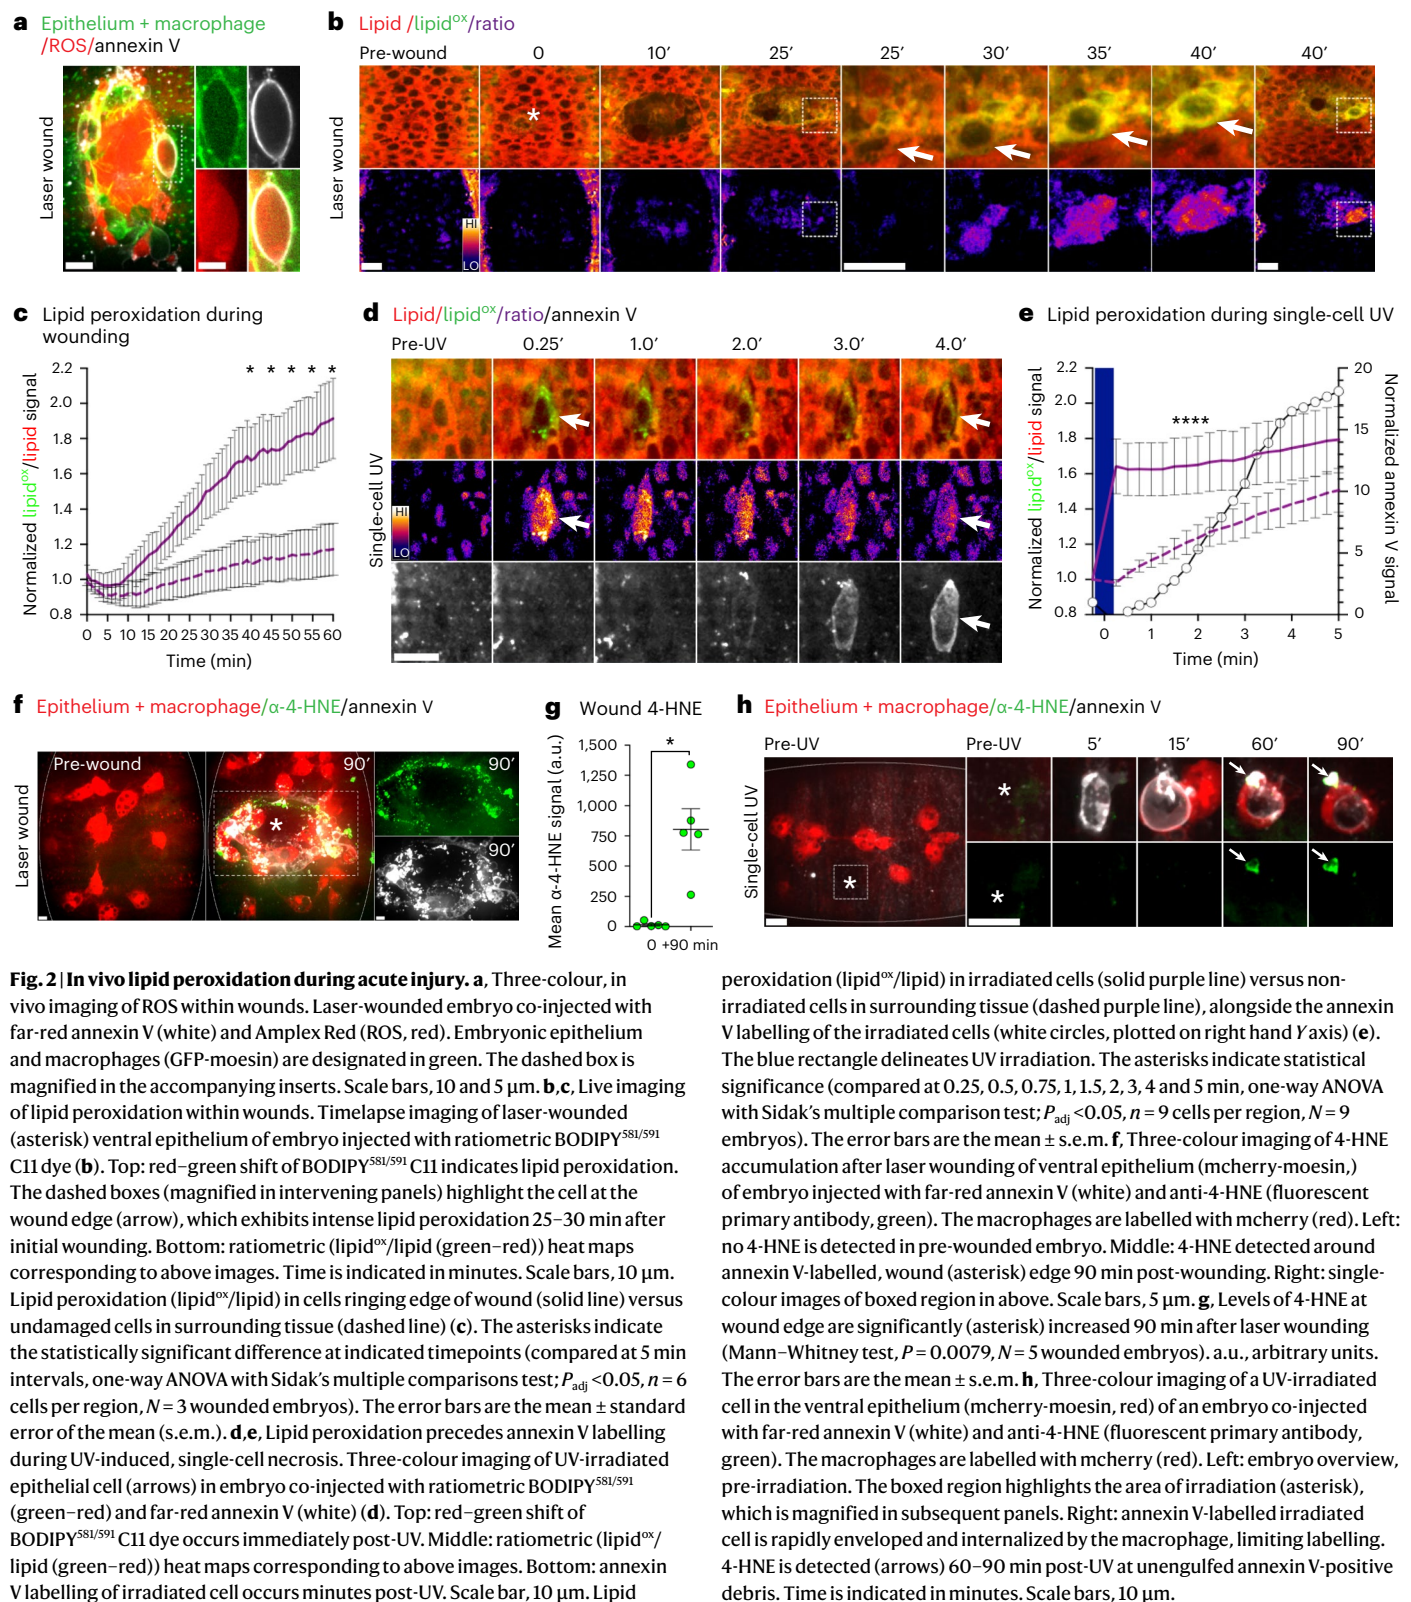 a Epithelium + macrophage
/ROS/annexin V
Laser wound
b Lipid /lipidᵒˣ/ratio
Pre-wound 0 10′ 25′ 25′ 30′ 35′ 40′ 40′
*
Laser wound
HI
LO
c Lipid peroxidation during
wounding
Normalized lipidᵒˣ/lipid signal
2.2
2.0
1.8
1.6
1.4
1.2
1.0
0.8
* * * * *
0 5 10 15 20 25 30 35 40 45 50 55 60
Time (min)
d Lipid/lipidᵒˣ/ratio/annexin V
Pre-UV 0.25′ 1.0′ 2.0′ 3.0′ 4.0′
Single-cell UV
HI
LO
e Lipid peroxidation during single-cell UV
Normalized lipidᵒˣ/lipid signal
2.2
2.0
1.8
1.6
1.4
1.2
1.0
0.8
****
20
15
10
5
0
Normalized annexin V signal
0 1 2 3 4 5
Time (min)
f Epithelium + macrophage/α-4-HNE/annexin V
Laser wound
Pre-wound 90′ 90′
*
90′
g Wound 4-HNE
Mean α-4-HNE signal (a.u.)
*
1,500
1,250
1,000
750
500
250
0
0 +90 min
h Epithelium + macrophage/α-4-HNE/annexin V
Pre-UV Pre-UV 5′ 15′ 60′ 90′
Single-cell UV
* * *
Fig. 2 | In vivo lipid peroxidation during acute injury. a, Three-colour, in
vivo imaging of ROS within wounds. Laser-wounded embryo co-injected with
far-red annexin V (white) and Amplex Red (ROS, red). Embryonic epithelium
and macrophages (GFP-moesin) are designated in green. The dashed box is
magnified in the accompanying inserts. Scale bars, 10 and 5 μm. b,c, Live imaging
of lipid peroxidation within wounds. Timelapse imaging of laser-wounded
(asterisk) ventral epithelium of embryo injected with ratiometric BODIPY⁵⁸¹/⁵⁹¹
C11 dye (b). Top: red–green shift of BODIPY⁵⁸¹/⁵⁹¹ C11 indicates lipid peroxidation.
The dashed boxes (magnified in intervening panels) highlight the cell at the
wound edge (arrow), which exhibits intense lipid peroxidation 25–30 min after
initial wounding. Bottom: ratiometric (lipidᵒˣ/lipid (green–red)) heat maps
corresponding to above images. Time is indicated in minutes. Scale bars, 10 μm.
Lipid peroxidation (lipidᵒˣ/lipid) in cells ringing edge of wound (solid line) versus
undamaged cells in surrounding tissue (dashed line) (c). The asterisks indicate
the statistically significant difference at indicated timepoints (compared at 5 min
intervals, one-way ANOVA with Sidak's multiple comparisons test; Padj <0.05, n = 6
cells per region, N = 3 wounded embryos). The error bars are the mean ± standard
error of the mean (s.e.m.). d,e, Lipid peroxidation precedes annexin V labelling
during UV-induced, single-cell necrosis. Three-colour imaging of UV-irradiated
epithelial cell (arrows) in embryo co-injected with ratiometric BODIPY⁵⁸¹/⁵⁹¹
(green–red) and far-red annexin V (white) (d). Top: red–green shift of
BODIPY⁵⁸¹/⁵⁹¹ C11 dye occurs immediately post-UV. Middle: ratiometric (lipidᵒˣ/
lipid (green–red)) heat maps corresponding to above images. Bottom: annexin
V labelling of irradiated cell occurs minutes post-UV. Scale bar, 10 μm. Lipid
peroxidation (lipidᵒˣ/lipid) in irradiated cells (solid purple line) versus non-
irradiated cells in surrounding tissue (dashed purple line), alongside the annexin
V labelling of the irradiated cells (white circles, plotted on right hand Y axis) (e).
The blue rectangle delineates UV irradiation. The asterisks indicate statistical
significance (compared at 0.25, 0.5, 0.75, 1, 1.5, 2, 3, 4 and 5 min, one-way ANOVA
with Sidak's multiple comparison test; Padj <0.05, n = 9 cells per region, N = 9
embryos). The error bars are the mean ± s.e.m. f, Three-colour imaging of 4-HNE
accumulation after laser wounding of ventral epithelium (mcherry-moesin,)
of embryo injected with far-red annexin V (white) and anti-4-HNE (fluorescent
primary antibody, green). The macrophages are labelled with mcherry (red). Left:
no 4-HNE is detected in pre-wounded embryo. Middle: 4-HNE detected around
annexin V-labelled, wound (asterisk) edge 90 min post-wounding. Right: single-
colour images of boxed region in above. Scale bars, 5 μm. g, Levels of 4-HNE at
wound edge are significantly (asterisk) increased 90 min after laser wounding
(Mann–Whitney test, P = 0.0079, N = 5 wounded embryos). a.u., arbitrary units.
The error bars are the mean ± s.e.m. h, Three-colour imaging of a UV-irradiated
cell in the ventral epithelium (mcherry-moesin, red) of an embryo co-injected
with far-red annexin V (white) and anti-4-HNE (fluorescent primary antibody,
green). The macrophages are labelled with mcherry (red). Left: embryo overview,
pre-irradiation. The boxed region highlights the area of irradiation (asterisk),
which is magnified in subsequent panels. Right: annexin V-labelled irradiated
cell is rapidly enveloped and internalized by the macrophage, limiting labelling.
4-HNE is detected (arrows) 60–90 min post-UV at unengulfed annexin V-positive
debris. Time is indicated in minutes. Scale bars, 10 μm.